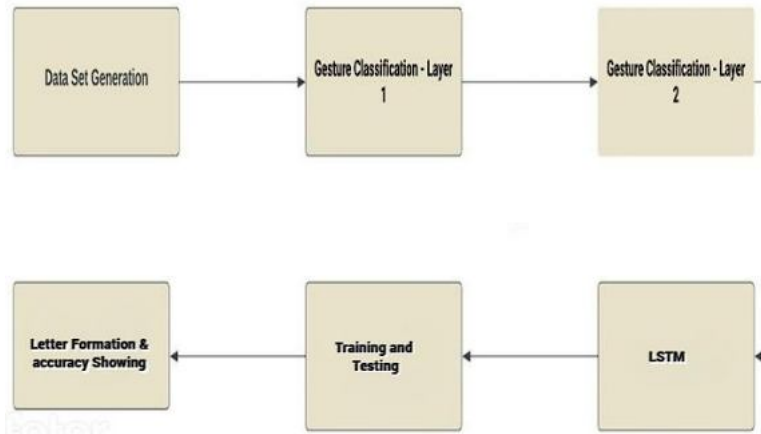 Data Set Generation
Gesture Classification - Layer
1
Gesture Classification - Layer
2
Letter Formation &
accuracy Showing
Training and
Testing
LSTM